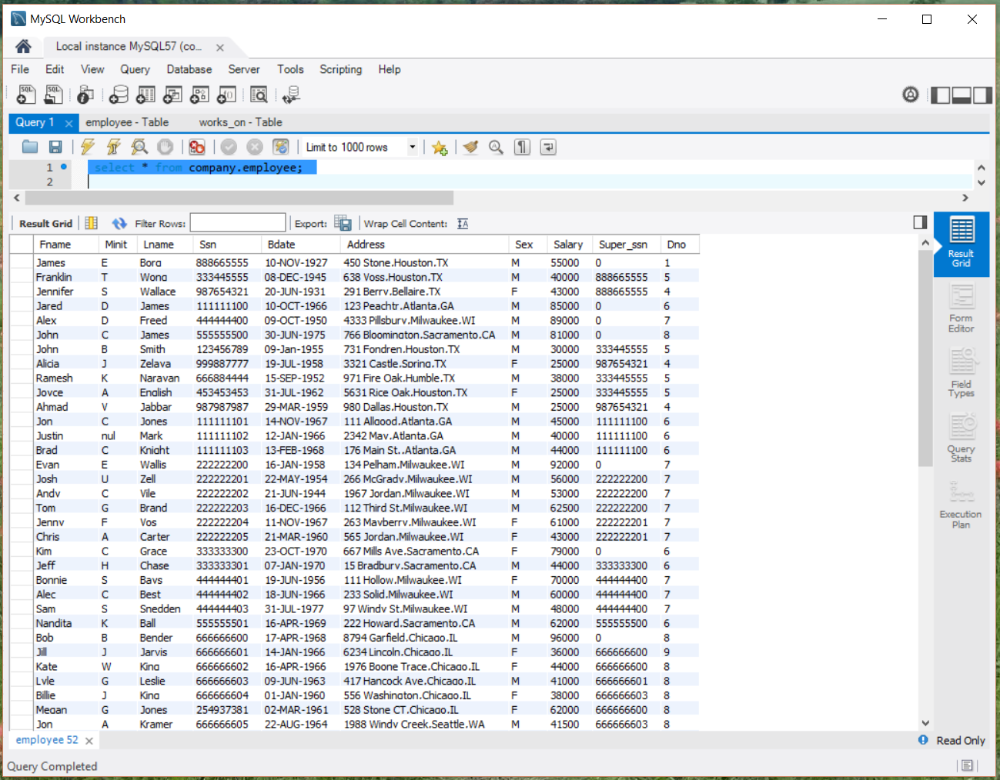 MySQL Workbench
Local instance MySQL57 (co...
File Edit View Query Database Server Tools Scripting Help
Query 1 employee - Table works_on - Table
Limit to 1000 rows
1 select * from company.employee;
2
Result Grid Filter Rows: Export: Wrap Cell Content:
Fname Minit Lname Ssn Bdate Address Sex Salary Super_ssn Dno
James E Borg 888665555 10-NOV-1927 450 Stone,Houston,TX M 55000 0 1
Franklin T Wong 333445555 08-DEC-1945 638 Voss,Houston,TX M 40000 888665555 5
Jennifer S Wallace 987654321 20-JUN-1931 291 Berry,Bellaire,TX F 43000 888665555 4
Jared D James 111111100 10-OCT-1966 123 Peachtr,Atlanta,GA M 85000 0 6
Alex D Freed 444444400 09-OCT-1950 4333 Pillsbury,Milwaukee,WI M 89000 0 7
John C James 555555500 30-JUN-1975 766 Bloomington,Sacramento,CA M 81000 0 8
John B Smith 123456789 09-Jan-1955 731 Fondren,Houston,TX M 30000 333445555 5
Alicia J Zelaya 999887777 19-JUL-1958 3321 Castle,Spring,TX F 25000 987654321 4
Ramesh K Narayan 666884444 15-SEP-1952 971 Fire Oak,Humble,TX M 38000 333445555 5
Joyce A English 453453453 31-JUL-1962 5631 Rice Oak,Houston,TX F 25000 333445555 5
Ahmad V Jabbar 987987987 29-MAR-1959 980 Dallas,Houston,TX M 25000 987654321 4
Jon C Jones 111111101 14-NOV-1967 111 Allgood,Atlanta,GA M 45000 111111100 6
Justin nul Mark 111111102 12-JAN-1966 2342 May,Atlanta,GA M 40000 111111100 6
Brad C Knight 111111103 13-FEB-1968 176 Main St.,Atlanta,GA M 44000 111111100 6
Evan E Wallis 222222200 16-JAN-1958 134 Pelham,Milwaukee,WI M 92000 0 7
Josh U Zell 222222201 22-MAY-1954 266 McGrady,Milwaukee,WI M 56000 222222200 7
Andy C Vile 222222202 21-JUN-1944 1967 Jordan,Milwaukee,WI M 53000 222222200 7
Tom G Brand 222222203 16-DEC-1966 112 Third St,Milwaukee,WI M 62500 222222200 7
Jenny F Vos 222222204 11-NOV-1967 263 Mayberry,Milwaukee,WI F 61000 222222201 7
Chris A Carter 222222205 21-MAR-1960 565 Jordan,Milwaukee,WI F 43000 222222201 7
Kim C Grace 333333300 23-OCT-1970 667 Mills Ave,Sacramento,CA F 79000 0 6
Jeff H Chase 333333301 07-JAN-1970 15 Bradbury,Sacramento,CA M 44000 333333300 6
Bonnie S Bays 444444401 19-JUN-1956 111 Hollow,Milwaukee,WI F 70000 444444400 7
Alec C Best 444444402 18-JUN-1966 233 Solid,Milwaukee,WI M 60000 444444400 7
Sam S Snedden 444444403 31-JUL-1977 97 Windy St,Milwaukee,WI M 48000 444444400 7
Nandita K Ball 555555501 16-APR-1969 222 Howard,Sacramento,CA M 62000 555555500 6
Bob B Bender 666666600 17-APR-1968 8794 Garfield,Chicago,IL M 96000 0 8
Jill J Jarvis 666666601 14-JAN-1966 6234 Lincoln,Chicago,IL F 36000 666666600 9
Kate W King 666666602 16-APR-1966 1976 Boone Trace,Chicago,IL F 44000 666666600 8
Lyle G Leslie 666666603 09-JUN-1963 417 Hancock Ave,Chicago,IL M 41000 666666601 8
Billie J King 666666604 01-JAN-1960 556 Washington,Chicago,IL F 38000 666666603 8
Megan G Jones 254937381 02-MAR-1961 528 Stone CT,Chicago,IL F 62000 666666600 8
Jon A Kramer 666666605 22-AUG-1964 1988 Windy Creek,Seattle,WA M 41500 666666603 8
Result
Grid
Form
Editor
Field
Types
Query
Stats
Execution
Plan
employee 52 Read Only
Query Completed